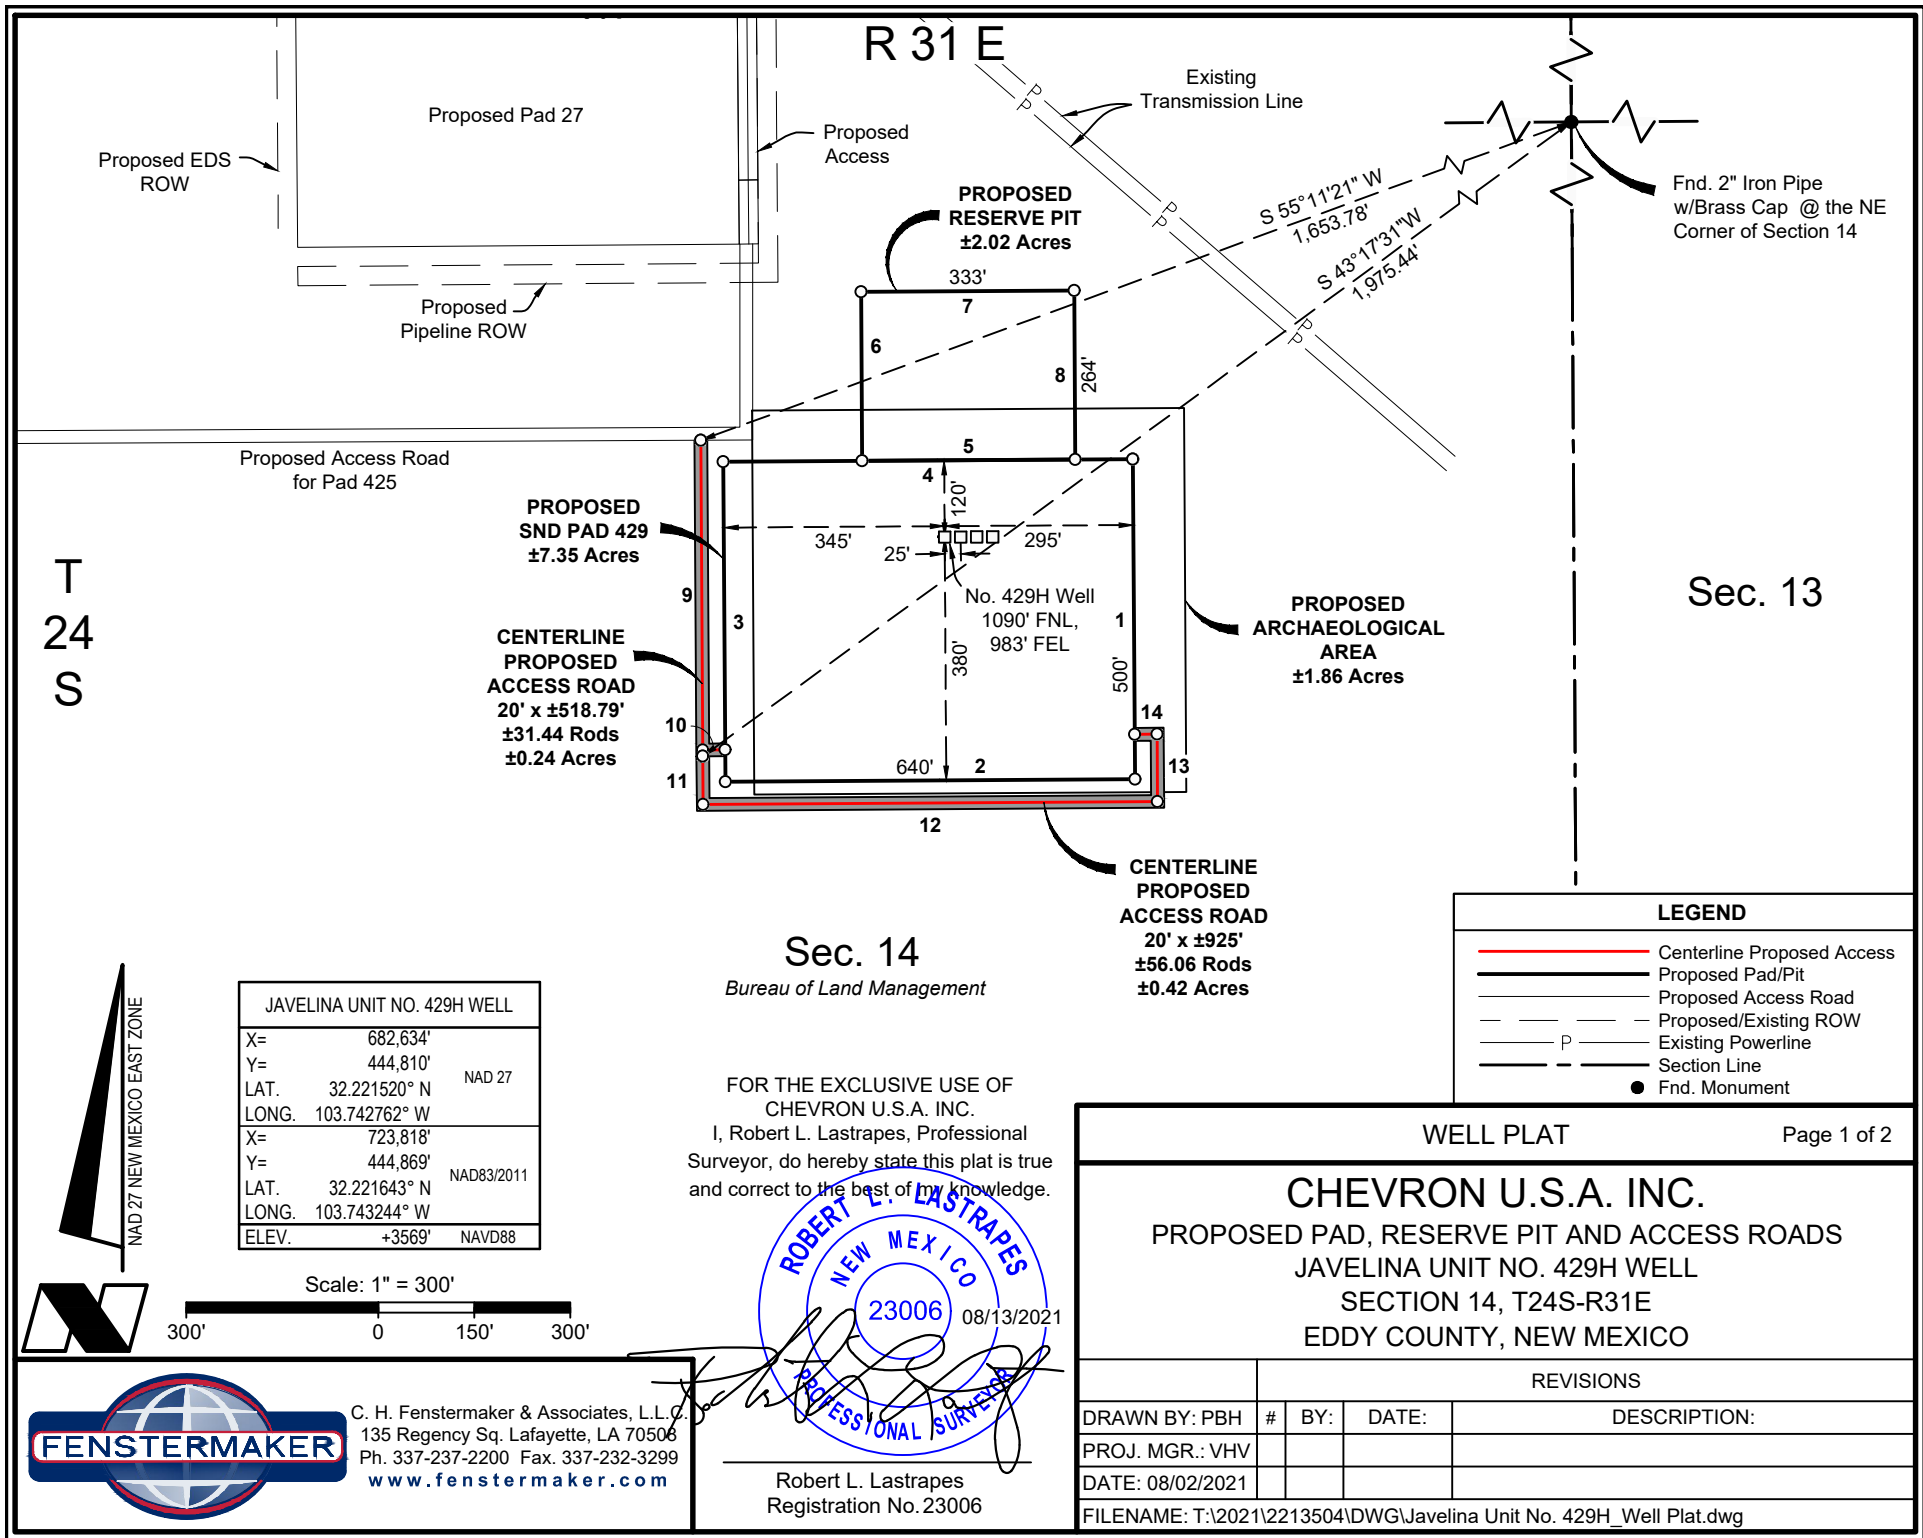 R 31 E
Proposed Pad 27
Proposed EDS
ROW
Proposed
Access
Existing
Transmission Line
P
P
P
P
P
P
PROPOSED
RESERVE PIT
±2.02 Acres
S 55°11'21" W
1,653.78'
S 43°17'31"W
1,975.44'
Fnd. 2" Iron Pipe
w/Brass Cap @ the NE
Corner of Section 14
333'
7
Proposed
Pipeline ROW
6
8
264'
5
4
Proposed Access Road
for Pad 425
PROPOSED
SND PAD 429
±7.35 Acres
120'
345'
25'
295'
No. 429H Well
1090' FNL,
983' FEL
T
24
S
9
3
1
380'
500'
CENTERLINE
PROPOSED
ACCESS ROAD
20' x ±518.79'
±31.44 Rods
±0.24 Acres
PROPOSED
ARCHAEOLOGICAL
AREA
±1.86 Acres
Sec. 13
10
14
11
640'
2
13
12
CENTERLINE
PROPOSED
ACCESS ROAD
20' x ±925'
±56.06 Rods
±0.42 Acres
Sec. 14
Bureau of Land Management
LEGEND
Centerline Proposed Access
Proposed Pad/Pit
Proposed Access Road
Proposed/Existing ROW
P Existing Powerline
Section Line
Fnd. Monument
NAD 27 NEW MEXICO EAST ZONE
JAVELINA UNIT NO. 429H WELL
X= 682,634'
Y= 444,810'
LAT. 32.221520° N
LONG. 103.742762° W
NAD 27
X= 723,818'
Y= 444,869'
LAT. 32.221643° N
LONG. 103.743244° W
NAD83/2011
ELEV. +3569' NAVD88
Scale: 1" = 300'
300' 0 150' 300'
FOR THE EXCLUSIVE USE OF
CHEVRON U.S.A. INC.
I, Robert L. Lastrapes, Professional
Surveyor, do hereby state this plat is true
and correct to the best of my knowledge.
ROBERT L. LASTRAPES
NEW MEXICO
23006
PROFESSIONAL SURVEYOR
08/13/2021
Robert L. Lastrapes
Registration No. 23006
FENSTERMAKER
C. H. Fenstermaker & Associates, L.L.C.
135 Regency Sq. Lafayette, LA 70503
Ph. 337-237-2200 Fax. 337-232-3299
www.fenstermaker.com
WELL PLAT
Page 1 of 2
CHEVRON U.S.A. INC.
PROPOSED PAD, RESERVE PIT AND ACCESS ROADS
JAVELINA UNIT NO. 429H WELL
SECTION 14, T24S-R31E
EDDY COUNTY, NEW MEXICO
REVISIONS
DRAWN BY: PBH # BY: DATE: DESCRIPTION:
PROJ. MGR.: VHV
DATE: 08/02/2021
FILENAME: T:\2021\2213504\DWG\Javelina Unit No. 429H_Well Plat.dwg